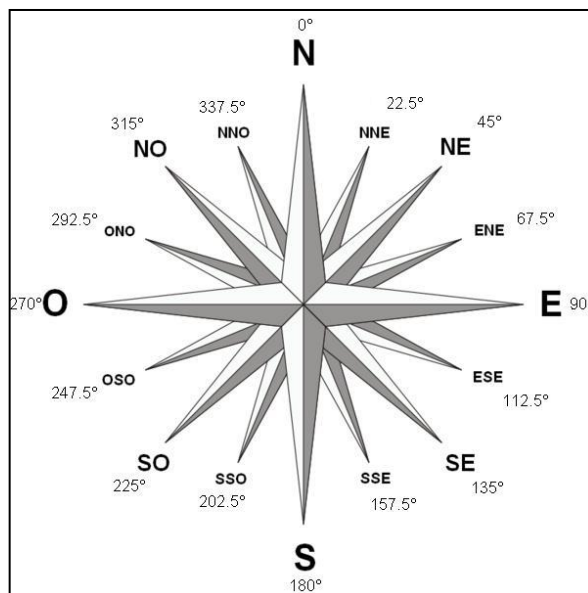 0°
N
337.5°
22.5°
315°
NNO
NNE
45°
NO
NE
292.5°
67.5°
ONO
ENE
270°
O
E
90
OSO
ESE
247.5°
112.5°
SO
SSO
SSE
SE
225°
202.5°
157.5°
135°
S
180°